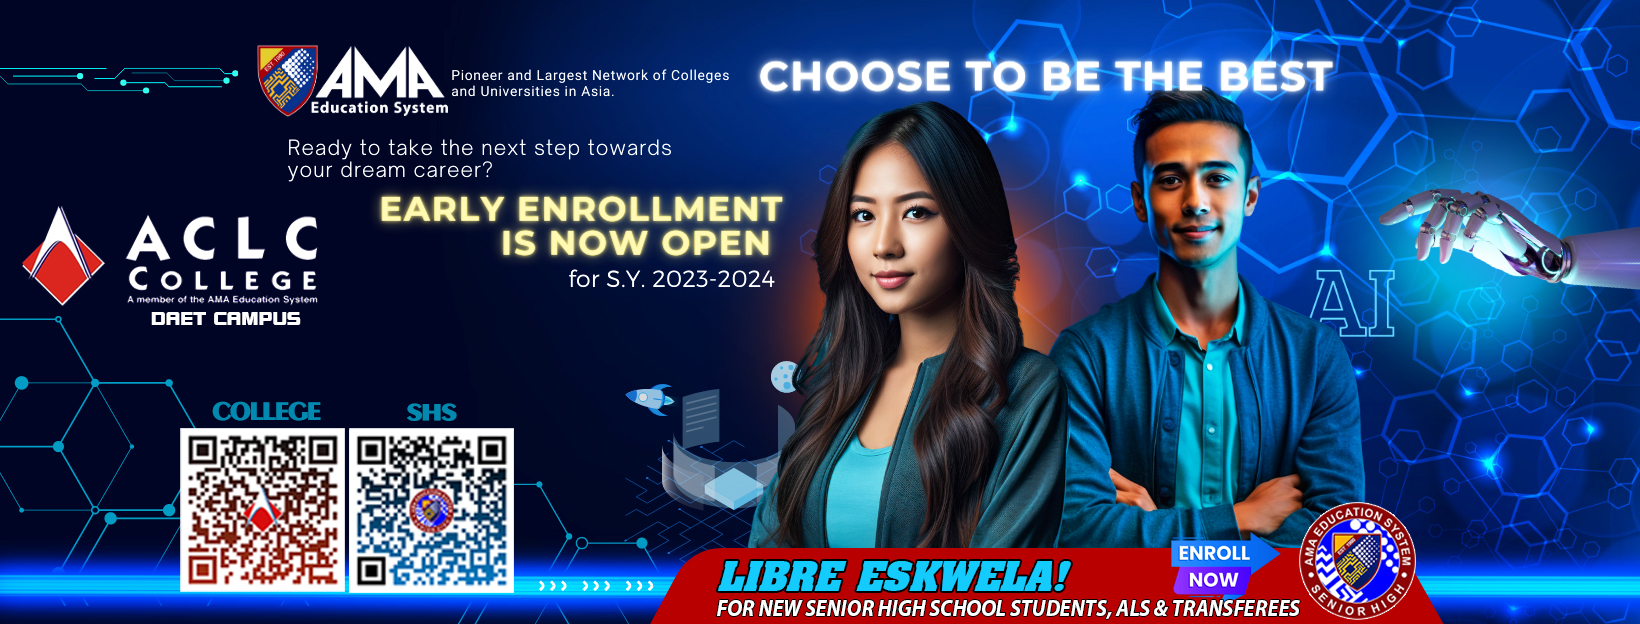 AMA
Education System
Pioneer and Largest Network of Colleges
and Universities in Asia.
CHOOSE TO BE THE BEST
Ready to take the next step towards
your dream career?
EARLY ENROLLMENT
IS NOW OPEN
for S.Y. 2023-2024
ACLC
COLLEGE
A member of the AMA Education System
DAET CAMPUS
AI
COLLEGE
SHS
LIBRE ESKWELA!
FOR NEW SENIOR HIGH SCHOOL STUDENTS, ALS & TRANSFEREES
ENROLL
NOW
AMA EDUCATION SYSTEM
SENIOR HIGH